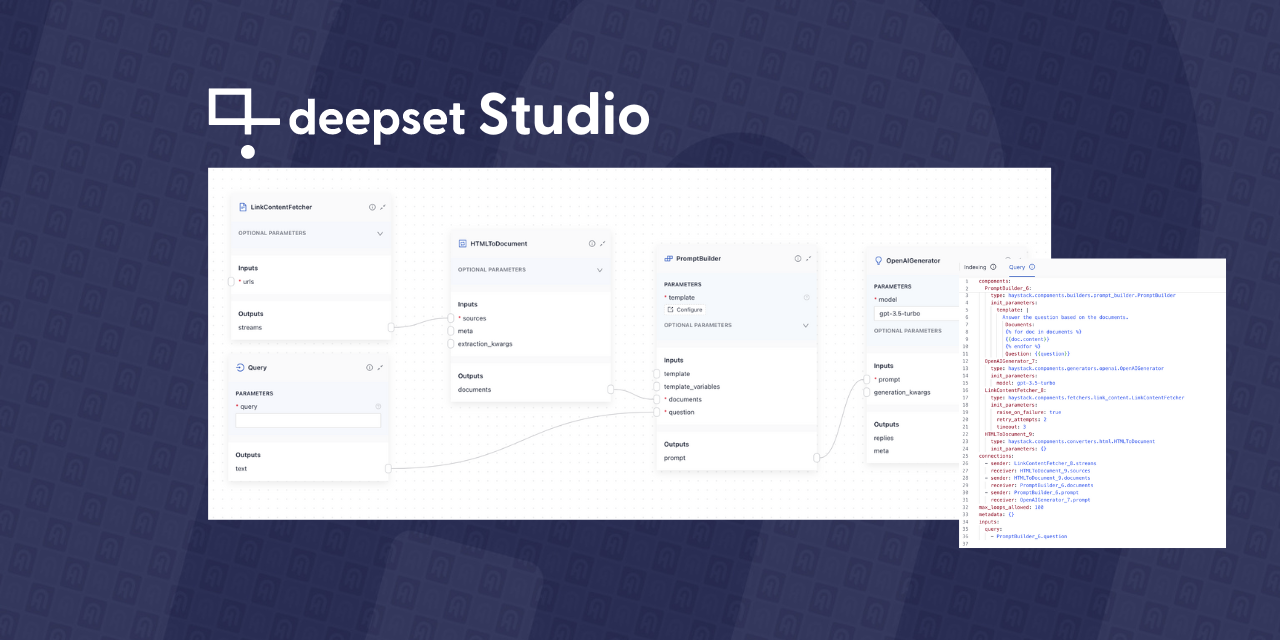 deepset Studio
LinkContentFetcher
OPTIONAL PARAMETERS
Inputs
* urls
Outputs
streams
Query
PARAMETERS
* query
Outputs
text
HTMLToDocument
OPTIONAL PARAMETERS
Inputs
* sources
meta
extraction_kwargs
Outputs
documents
PromptBuilder
PARAMETERS
* template
Configure
OPTIONAL PARAMETERS
Inputs
template
template_variables
* documents
* question
Outputs
prompt
OpenAIGenerator
PARAMETERS
* model
gpt-3.5-turbo
OPTIONAL PARAMETERS
Inputs
* prompt
generation_kwargs
Outputs
replies
meta
Indexing Query
1 components:
2 PromptBuilder_6:
3 type: haystack.components.builders.prompt_builder.PromptBuilder
4 init_parameters:
5 template: |
6 Answer the question based on the documents.
7 Documents:
8 {% for doc in documents %}
9 {{doc.content}}
10 {% endfor %}
11 Question: {{question}}
12 OpenAIGenerator_7:
13 type: haystack.components.generators.openai.OpenAIGenerator
14 init_parameters:
15 model: gpt-3.5-turbo
16 LinkContentFetcher_8:
17 type: haystack.components.fetchers.link_content.LinkContentFetcher
18 init_parameters:
19 raise_on_failure: true
20 retry_attempts: 2
21 timeout: 3
22 HTMLToDocument_9:
23 type: haystack.components.converters.html.HTMLToDocument
24 init_parameters: {}
25 connections:
26 - sender: LinkContentFetcher_8.streams
27 receiver: HTMLToDocument_9.sources
28 - sender: HTMLToDocument_9.documents
29 receiver: PromptBuilder_6.documents
30 - sender: PromptBuilder_6.prompt
31 receiver: OpenAIGenerator_7.prompt
32 max_loops_allowed: 100
33 metadata: {}
34 inputs:
35 query:
36 - PromptBuilder_6.question
37